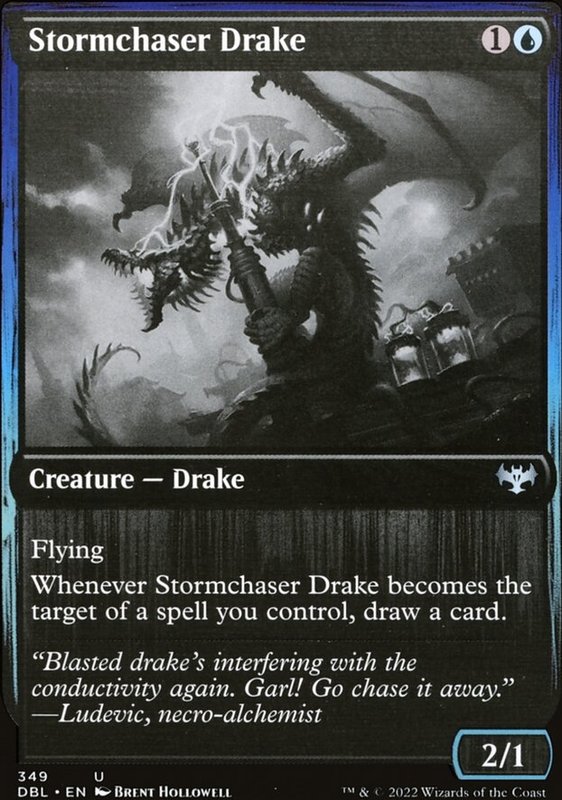 Stormchaser Drake 1
Creature — Drake
Flying
Whenever Stormchaser Drake becomes the
target of a spell you control, draw a card.
“Blasted drake’s interfering with the
conductivity again. Garl! Go chase it away.”
—Ludevic, necro-alchemist
2/1
349 U
DBL • EN Brent Hollowell
™ & © 2022 Wizards of the Coast